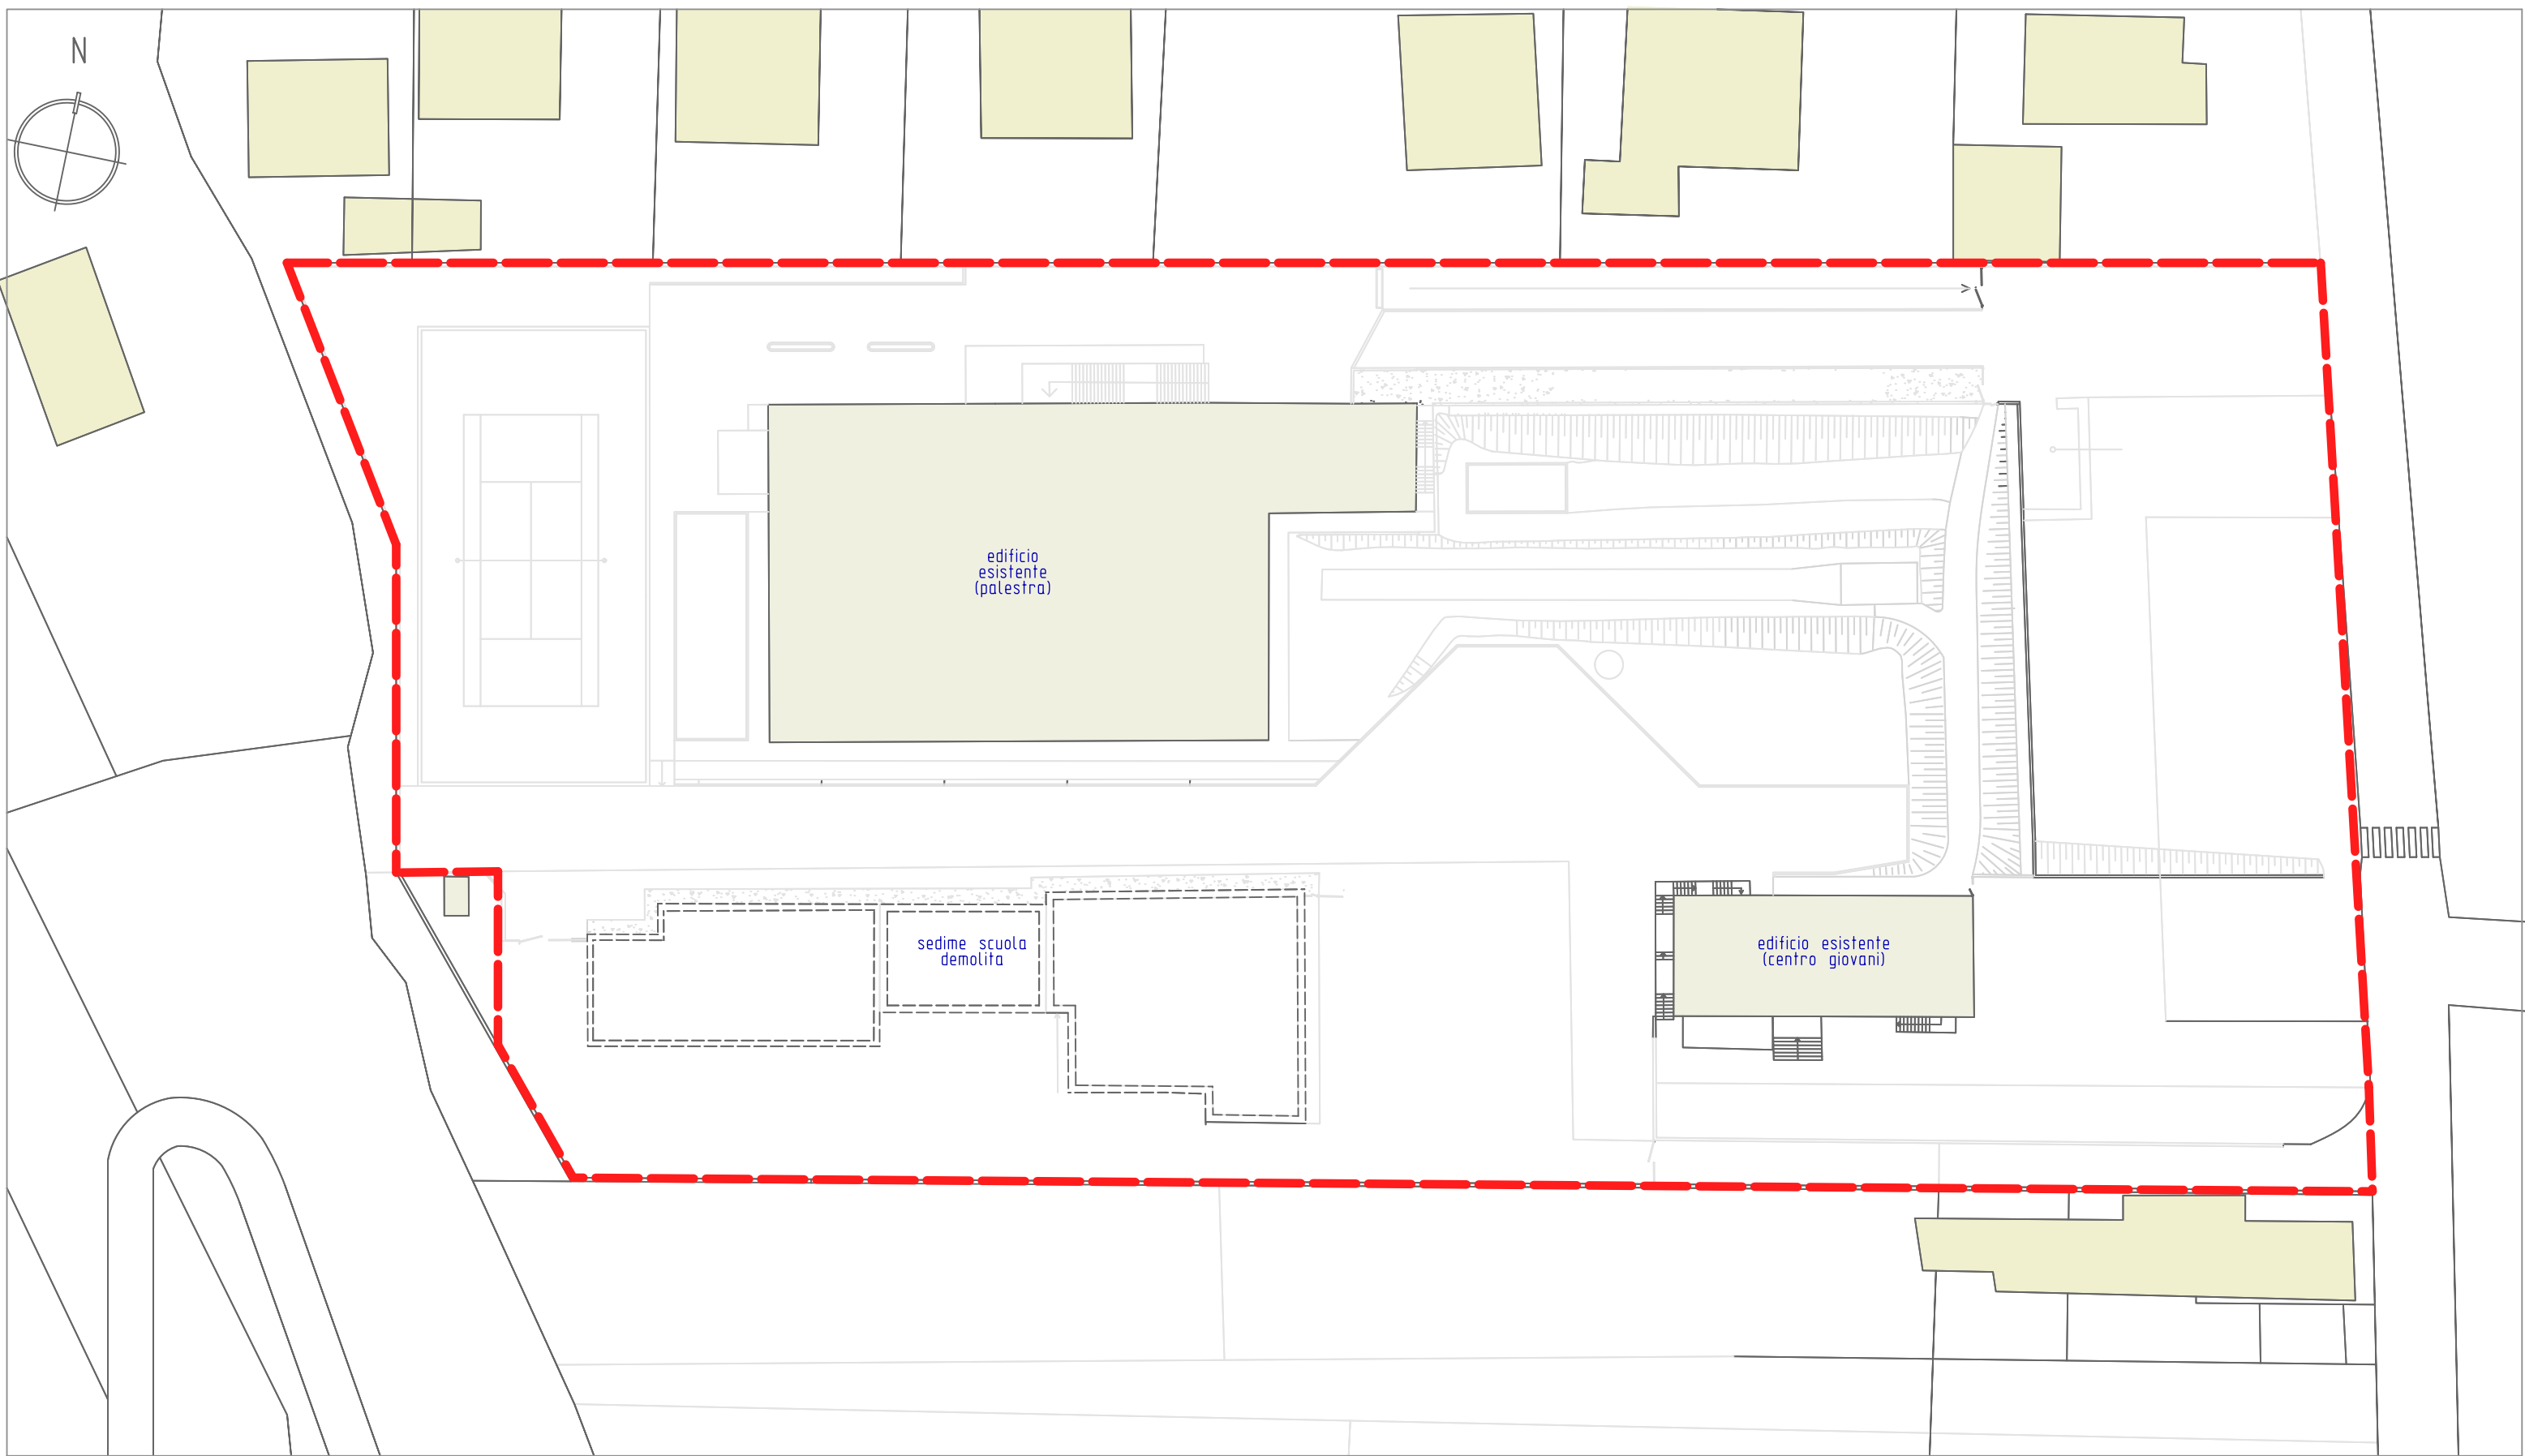 N
edificio
esistente
(palestra)
sedime scuola
demolita
edificio esistente
(centro giovani)